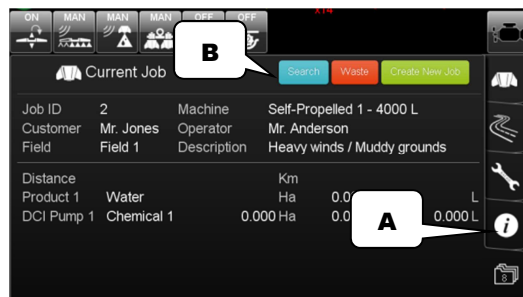 ON MAN MAN MAN OFF OFF
x14
B
Current Job Search Waste Create New Job
Job ID 2 Machine Self-Propelled 1 - 4000 L
Customer Mr. Jones Operator Mr. Anderson
Field Field 1 Description Heavy winds / Muddy grounds
Distance Km
Product 1 Water Ha L
DCI Pump 1 Chemical 1 0.000 Ha 0.000 L
A
i
8